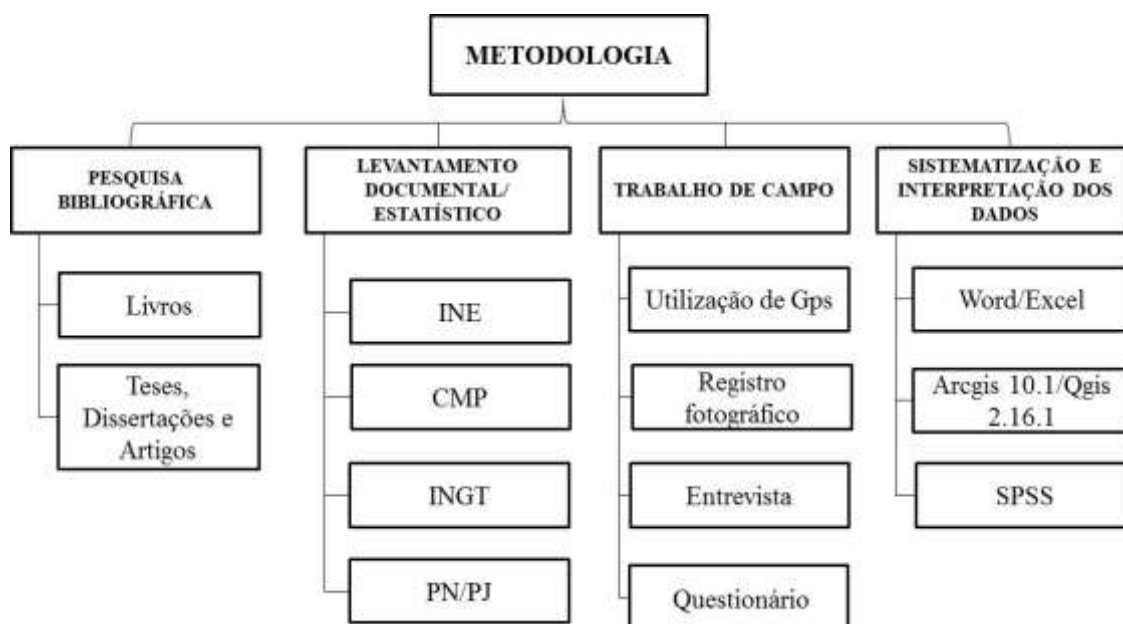 METODOLOGIA
PESQUISA
BIBLIOGRÁFICA
Livros
Teses,
Dissertações e
Artigos
LEVANTAMENTO
DOCUMENTAL/
ESTATÍSTICO
INE
CMP
INGT
PN/PJ
TRABALHO DE CAMPO
Utilização de Gps
Registro
fotográfico
Entrevista
Questionário
SISTEMATIZAÇÃO E
INTERPRETAÇÃO DOS
DADOS
Word/Excel
Arcgis 10.1/Qgis
2.16.1
SPSS